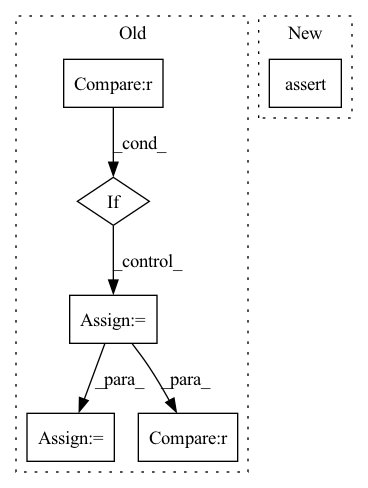 Old
New
Compare:r
assert
_cond_
If
_control_
Assign:=
_para_
_para_
Assign:=
Compare:r